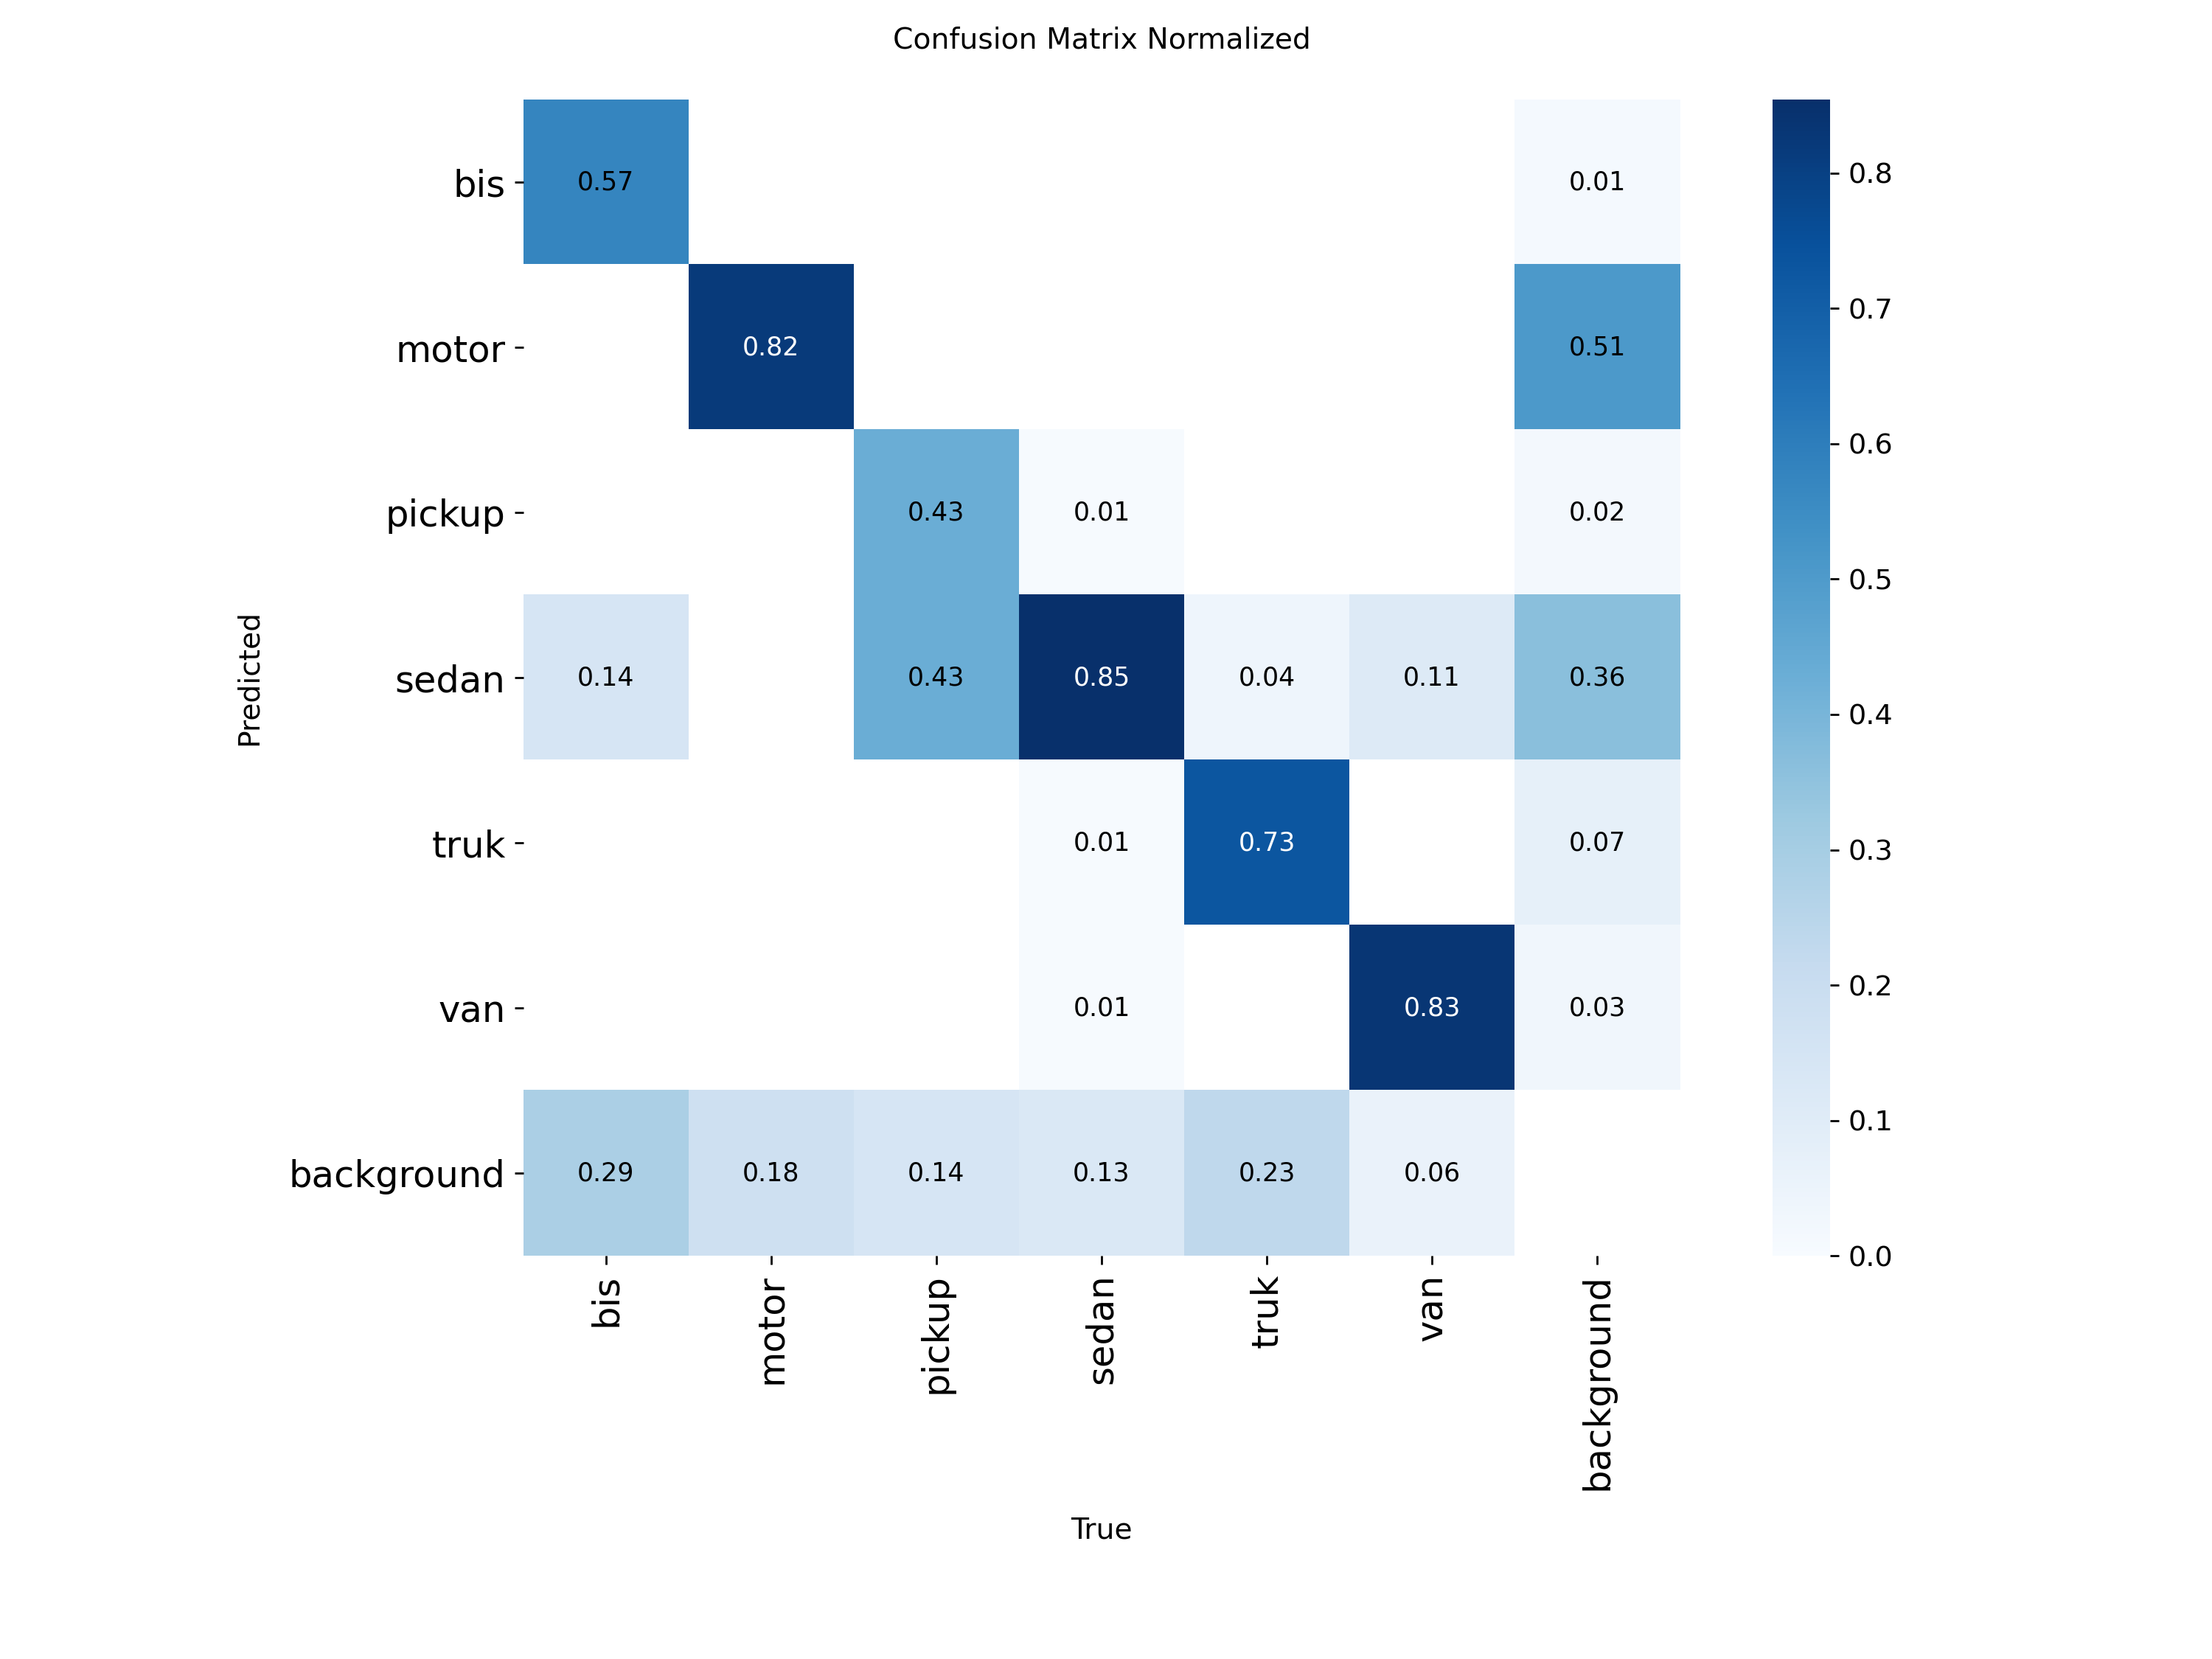 Confusion Matrix Normalized
bis 0.57 0.01
motor 0.82 0.51
pickup 0.43 0.01 0.02
sedan 0.14 0.43 0.85 0.04 0.11 0.36
truk 0.01 0.73 0.07
van 0.01 0.83 0.03
background 0.29 0.18 0.14 0.13 0.23 0.06
bis motor pickup sedan truk van background
True
Predicted
0.8
0.7
0.6
0.5
0.4
0.3
0.2
0.1
0.0